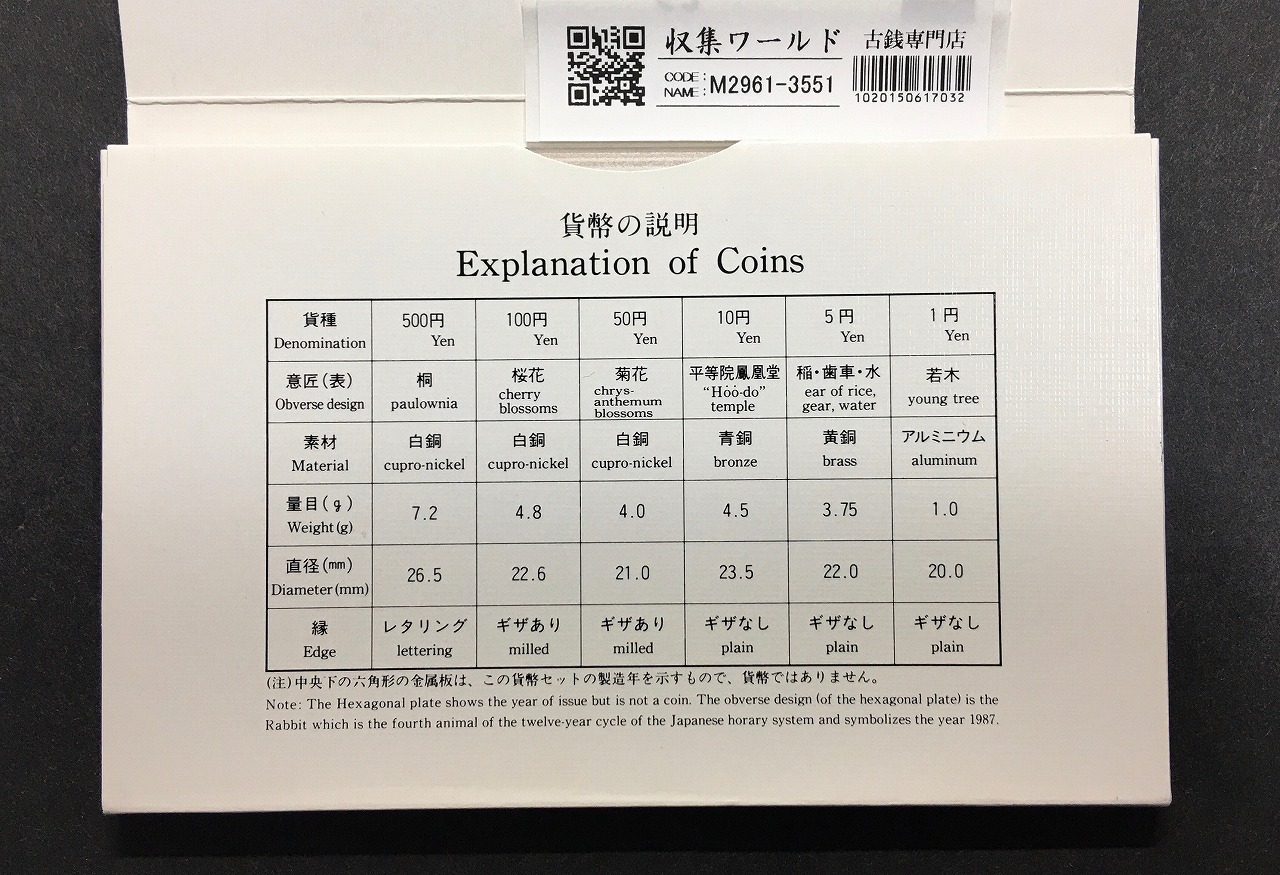 収集ワールド 古銭専門店
CODE:
NAME: M2961-3551
1020150617032
貨幣の説明
Explanation of Coins
貨種 500円 100円 50円 10円 5円 1円
Denomination Yen Yen Yen Yen Yen Yen
意匠(表) 桐 桜花 菊花 平等院鳳凰堂 稲・歯車・水 若木
Obverse design paulownia cherry blossoms chrys-anthemum blossoms "Hȯȯ-do" temple ear of rice, gear, water young tree
素材 白銅 白銅 白銅 青銅 黄銅 アルミニウム
Material cupro-nickel cupro-nickel cupro-nickel bronze brass aluminum
量目(g)
Weight(g) 7.2 4.8 4.0 4.5 3.75 1.0
直径(mm)
Diameter(mm) 26.5 22.6 21.0 23.5 22.0 20.0
縁 レタリング ギザあり ギザあり ギザなし ギザなし ギザなし
Edge lettering milled milled plain plain plain
(注)中央下の六角形の金属板は、この貨幣セットの製造年を示すもので、貨幣ではありません。
Note: The Hexagonal plate shows the year of issue but is not a coin. The obverse design (of the hexagonal plate) is the
Rabbit which is the fourth animal of the twelve-year cycle of the Japanese horary system and symbolizes the year 1987.